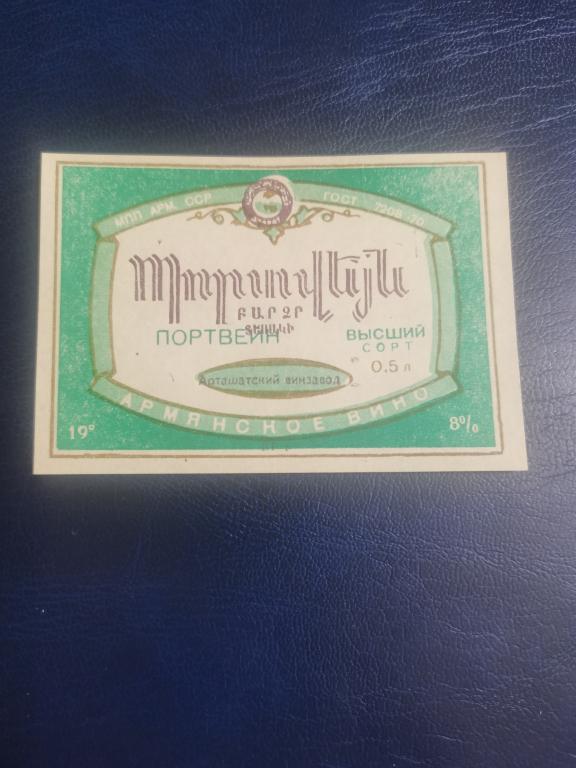 МПП АРМ. ССР
ГОСТ 7208-70
Պորտվեյն
ԲԱՐՁՐ
ՏԵՍԱԿԻ
ПОРТВЕЙН
ВЫСШИЙ
СОРТ
0.5 л
Арташатский винзавод
АРМЯНСКОЕ ВИНО
19°
8%